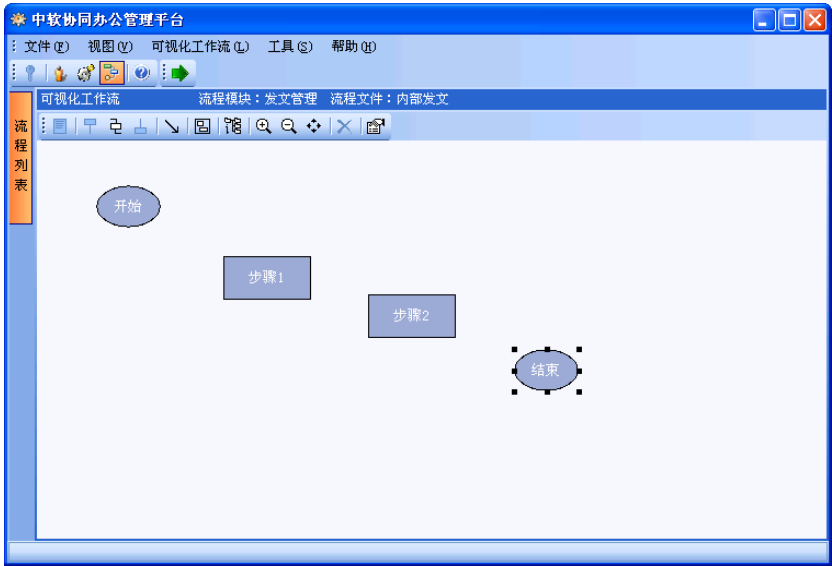 中软协同办公管理平台
文件(F) 视图(V) 可视化工作流(L) 工具(S) 帮助(H)
可视化工作流 流程模块：发文管理 流程文件：内部发文
流程列表
开始
步骤1
步骤2
结束